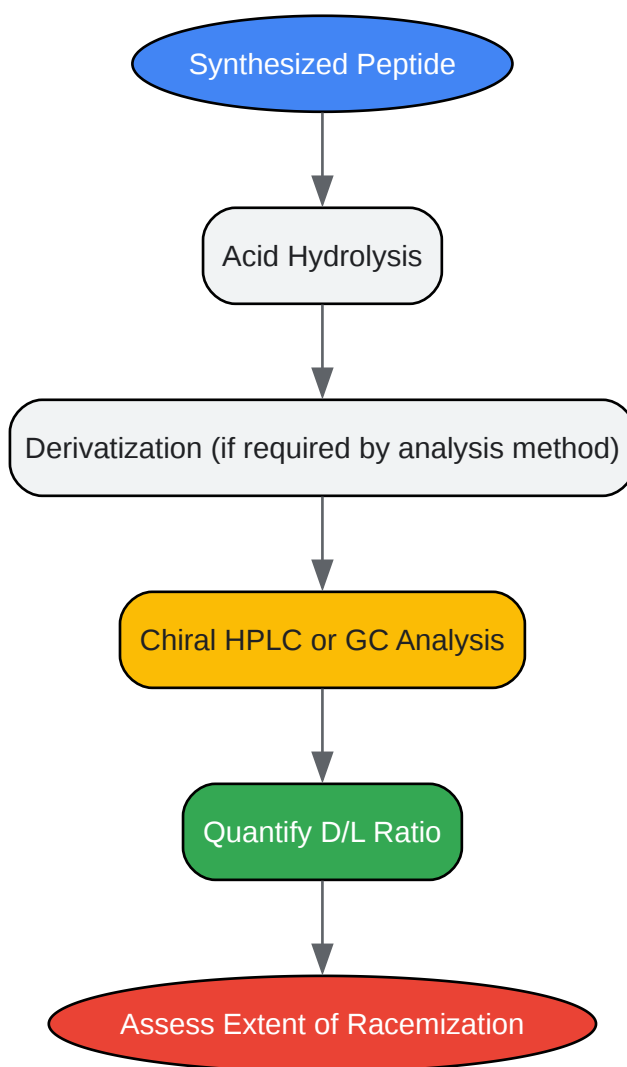 Synthesized Peptide
Acid Hydrolysis
Derivatization (if required by analysis method)
Chiral HPLC or GC Analysis
Quantify D/L Ratio
Assess Extent of Racemization